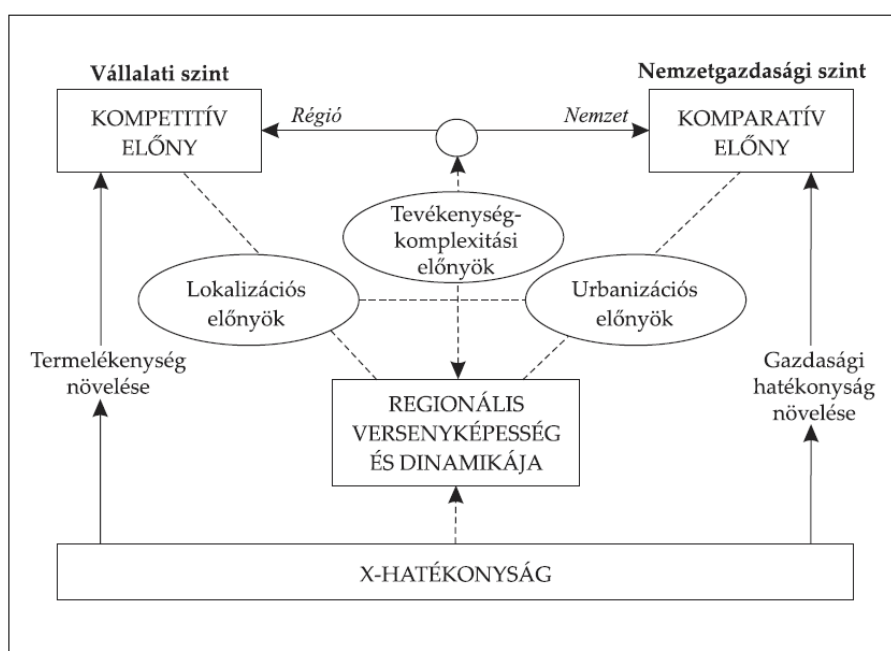 Vállalati szint
Nemzetgazdasági szint
KOMPETITÍV
ELŐNY
Régió
Nemzet
KOMPARATÍV
ELŐNY
Tevékenység-
komplexitási
előnyök
Lokalizációs
előnyök
Urbanizációs
előnyök
Termelékenység
növelése
Gazdasági
hatékonyság
növelése
REGIONÁLIS
VERSENYKÉPESSÉG
ÉS DINAMIKÁJA
X-HATÉKONYSÁG